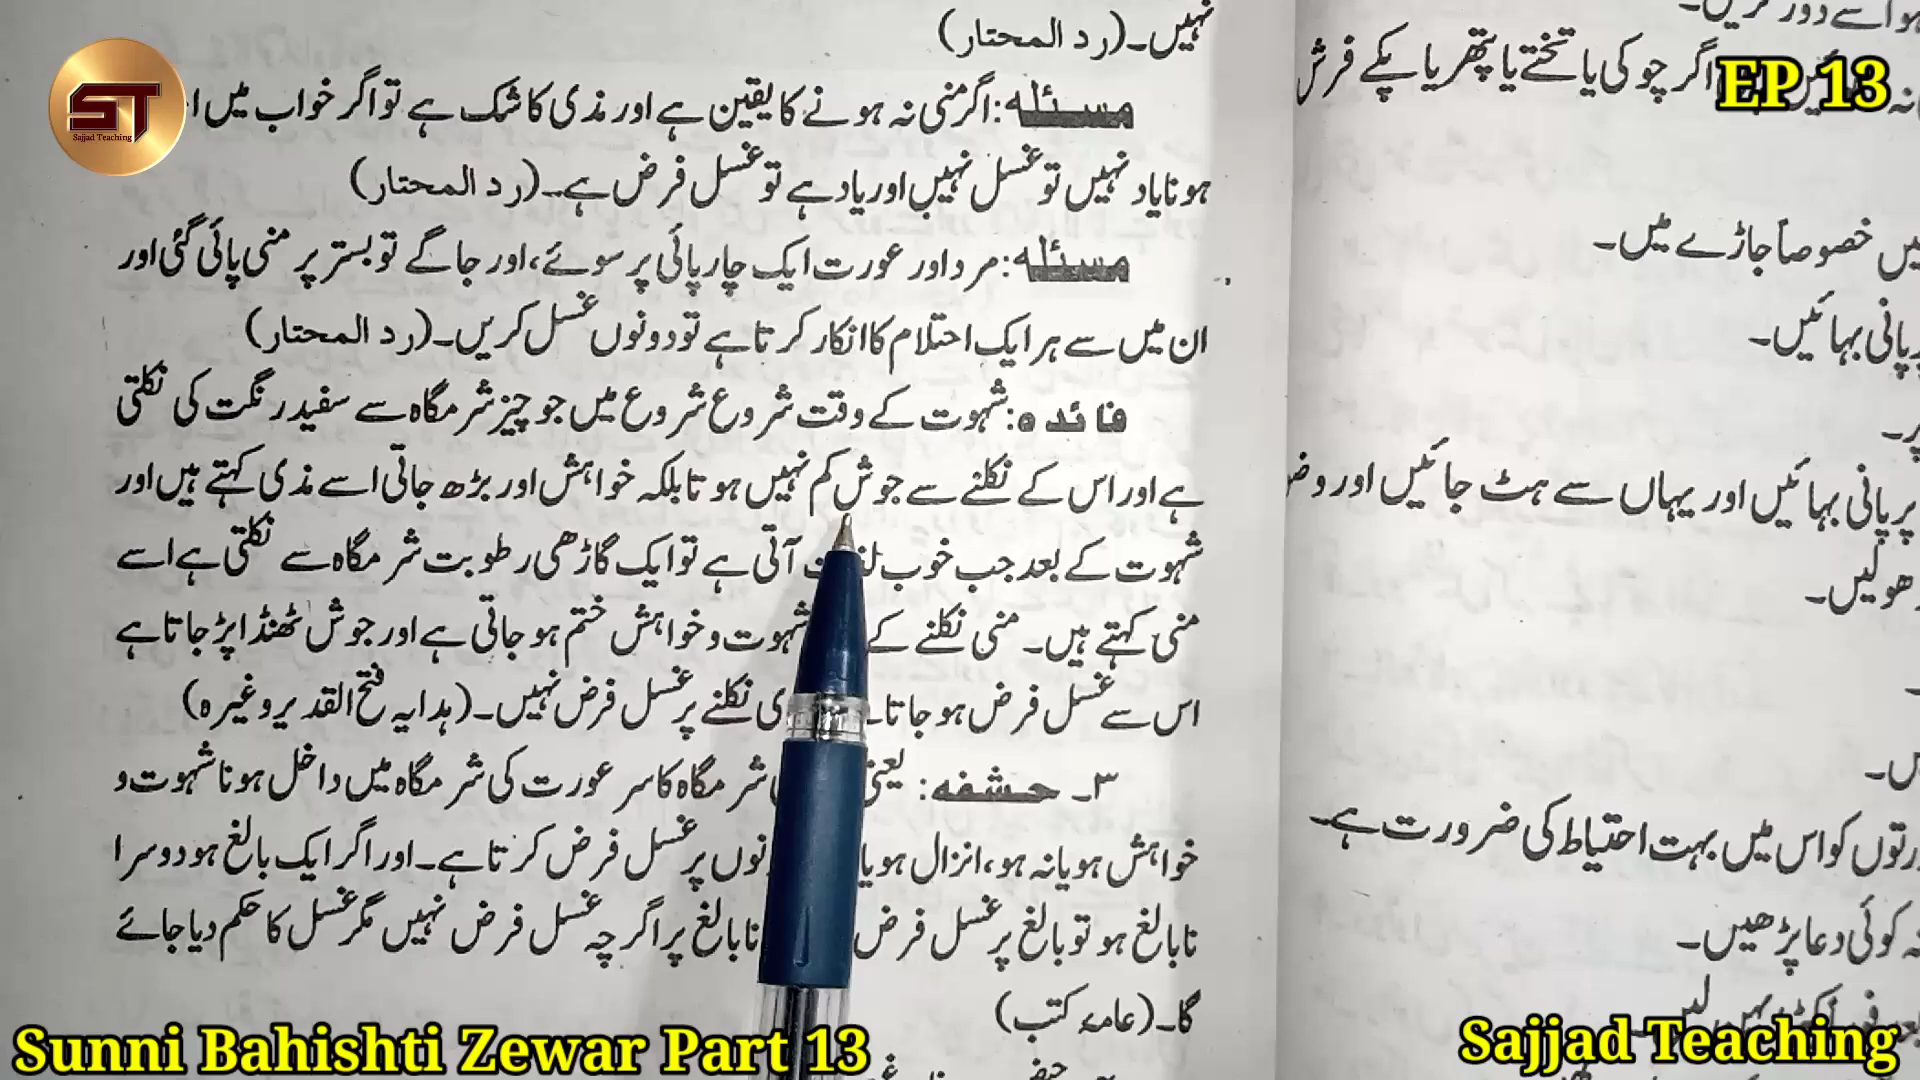 نہیں۔ (رد المحتار)
مسئلہ: اگر منی نہ ہونے کا یقین ہے اور مذی کا شک ہے تو اگر خواب میں
ہونا یاد نہیں تو غسل نہیں اور یاد ہے تو غسل فرض ہے۔ (رد المحتار)
مسئلہ: مرد اور عورت ایک چارپائی پر سوئے، اور جاگے تو بستر پر منی پائی گئی اور
ان میں سے ہر ایک احتلام کا انکار کرتا ہے تو دونوں غسل کریں۔ (رد المحتار)
فائدہ: شہوت کے وقت شروع شروع میں جو چیز شرمگاہ سے سفید رنگت کی نکلتی
ہے اور اس کے نکلنے سے جوش کم نہیں ہوتا بلکہ خواہش اور بڑھ جاتی اسے مذی کہتے ہیں اور
شہوت کے بعد جب خوب آتی ہے تو ایک گاڑھی رطوبت شرمگاہ سے نکلتی ہے اسے
منی کہتے ہیں۔ منی نکلنے کے شہوت و خواہش ختم ہو جاتی ہے اور جوش ٹھنڈا پڑ جاتا ہے
اس سے غسل فرض ہو جاتا۔ نکلنے پر غسل فرض نہیں۔ (ہدایہ فتح القدیر وغیرہ)
۳۔ حشفہ: یعنی شرمگاہ کا سر عورت کی شرمگاہ میں داخل ہونا شہوت و
خواہش ہو یا نہ ہو، انزال ہو یا پر غسل فرض کرتا ہے۔ اور اگر ایک بالغ ہو دوسرا
نابالغ ہو تو بالغ پر غسل فرض نابالغ پر اگرچہ غسل فرض نہیں مگر غسل کا حکم دیا جائے
گا۔ (عامہ کتب)
اگر چوکی یا تختے یا پتھر یا پکے فرش
خصوصاً جاڑے میں۔
پانی بہائیں۔
پر پانی بہائیں اور یہاں سے ہٹ جائیں اور
کو اس میں بہت احتیاط کی ضرورت ہے۔
کوئی دعا پڑھیں۔
ST
Sajjad Teaching
EP 13
Sunni Bahishti Zewar Part 13
Sajjad Teaching